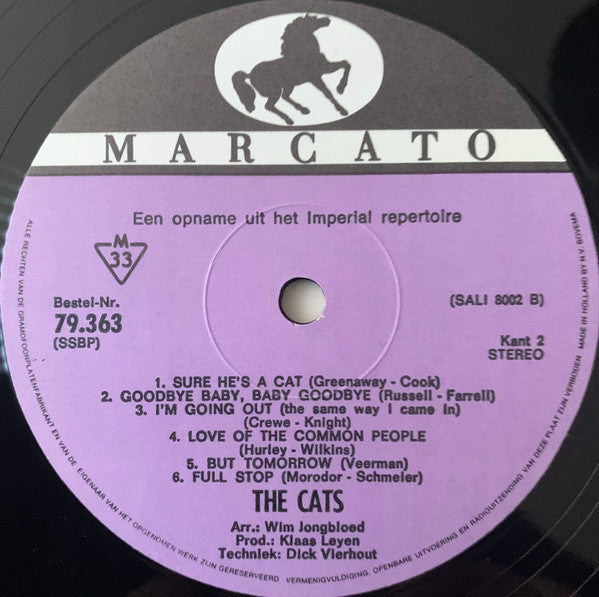 MARCATO
Een opname uit het Imperial repertoire
M
33
Bestel-Nr.
79.363
(SSBP)
(SALI 8002 B)
Kant 2
STEREO
1. SURE HE'S A CAT (Greenaway - Cook)
2. GOODBYE BABY, BABY GOODBYE (Russell - Farrell)
3. I'M GOING OUT (the same way I came in)
(Crewe - Knight)
4. LOVE OF THE COMMON PEOPLE
(Hurley - Wilkins)
5. BUT TOMORROW (Veerman)
6. FULL STOP (Morodor - Schmeier)
THE CATS
Arr.: Wim Jongbloed
Prod.: Klaas Leyen
Techniek: Dick Vierhout
ALLE RECHTEN VAN DE GRAMOFOONPLATENFABRIKANT EN VAN DE EIGENAAR VAN HET OPGENOMEN WERK ZIJN GERESERVEERD VERMENIGVULDIGING, OPENBARE UITVOERING EN RADIOUITZENDING VAN DEZE PLAAT ZIJN VERBODEN MADE IN HOLLAND BY N.V. BOVEMA